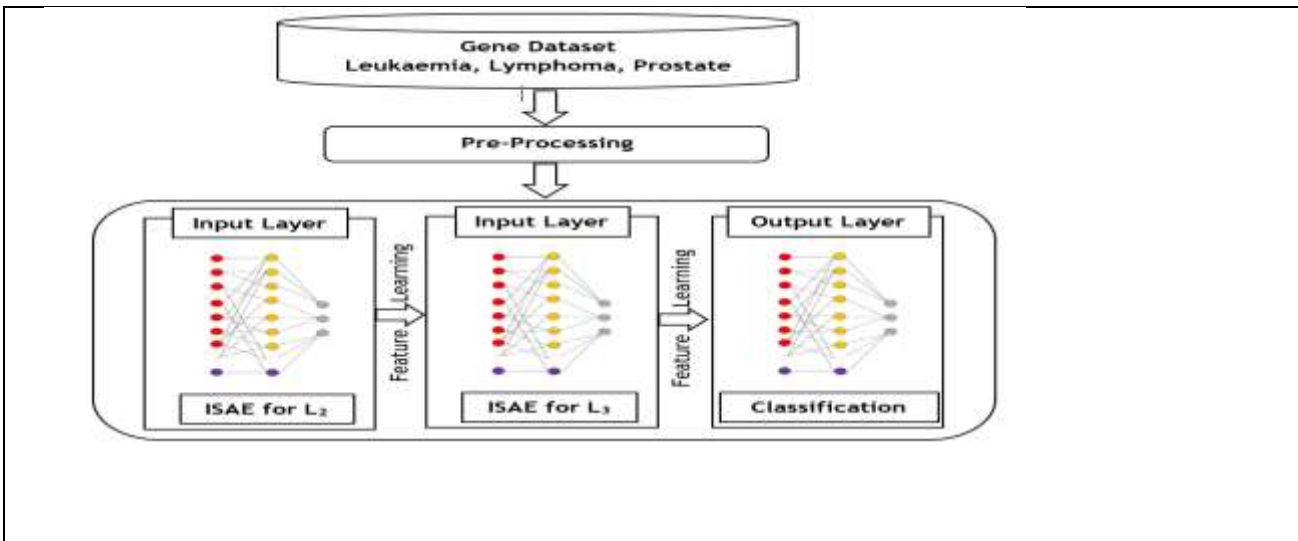 Gene Dataset
Leukaemia, Lymphoma, Prostate
Pre-Processing
Input Layer
ISAE for L₂
Feature Learning
Input Layer
ISAE for L₃
Feature Learning
Output Layer
Classification